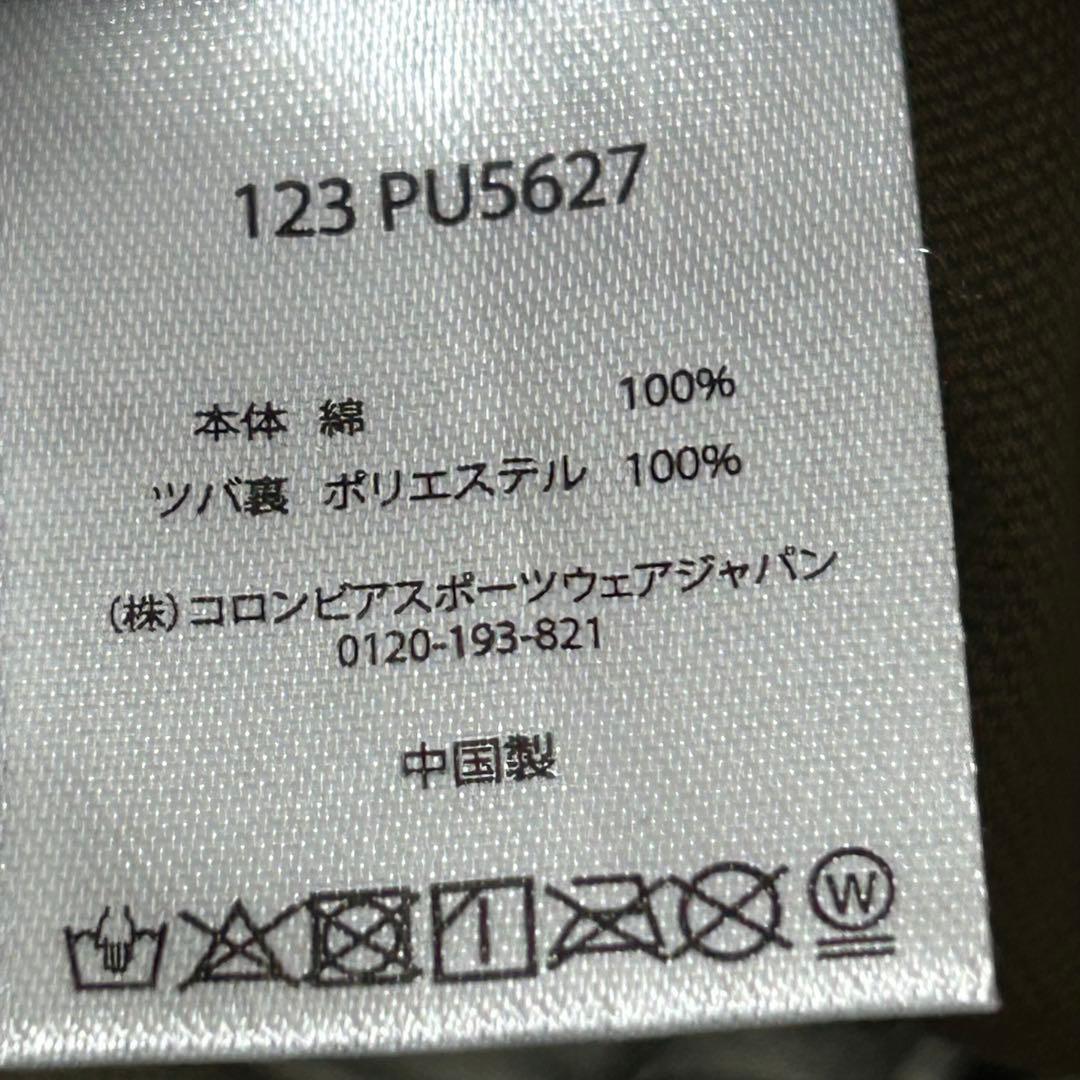 123 PU5627
本体 綿 100%
ツバ裏 ポリエステル 100%
(株)コロンビアスポーツウェアジャパン
0120-193-821
中国製
W